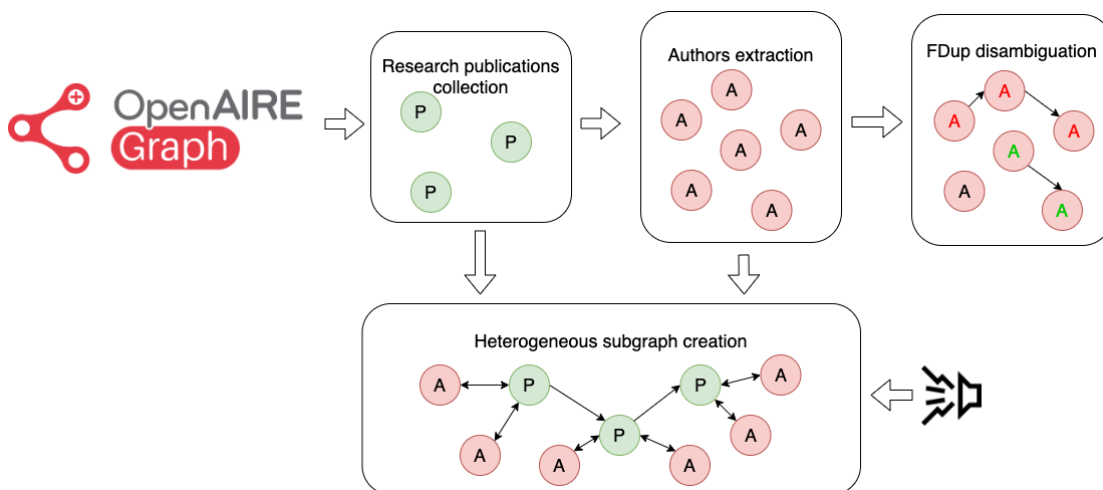 OpenAIRE
Graph
Research publications
collection
P
P
P
Authors extraction
A
A
A
A
A
A
FDup disambiguation
A
A
A
A
A
A
Heterogeneous subgraph creation
A
P
P
A
P
A
A
A
A